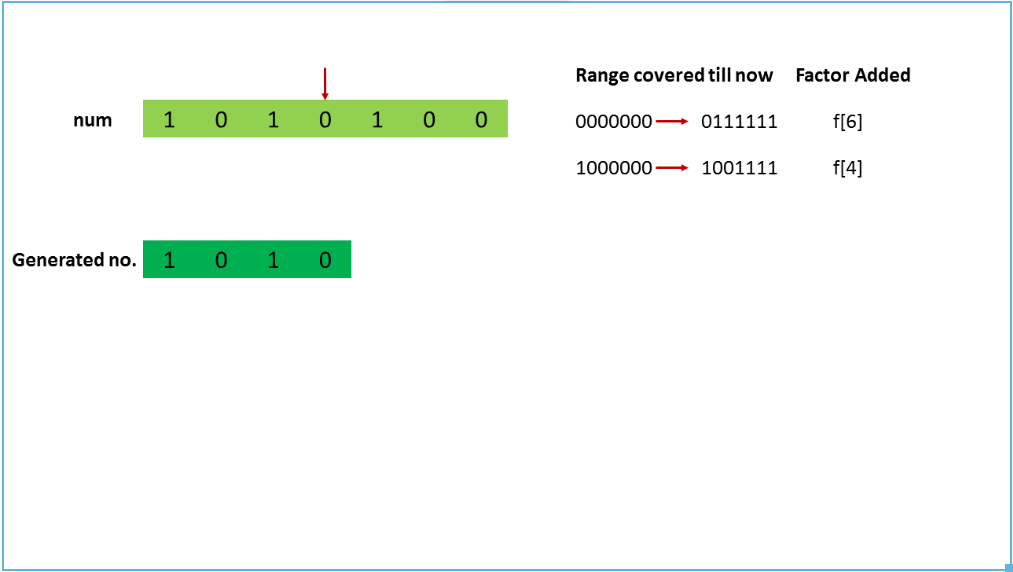 Range covered till now Factor Added
num 1 0 1 0 1 0 0
0000000 0111111 f[6]
1000000 1001111 f[4]
Generated no. 1 0 1 0